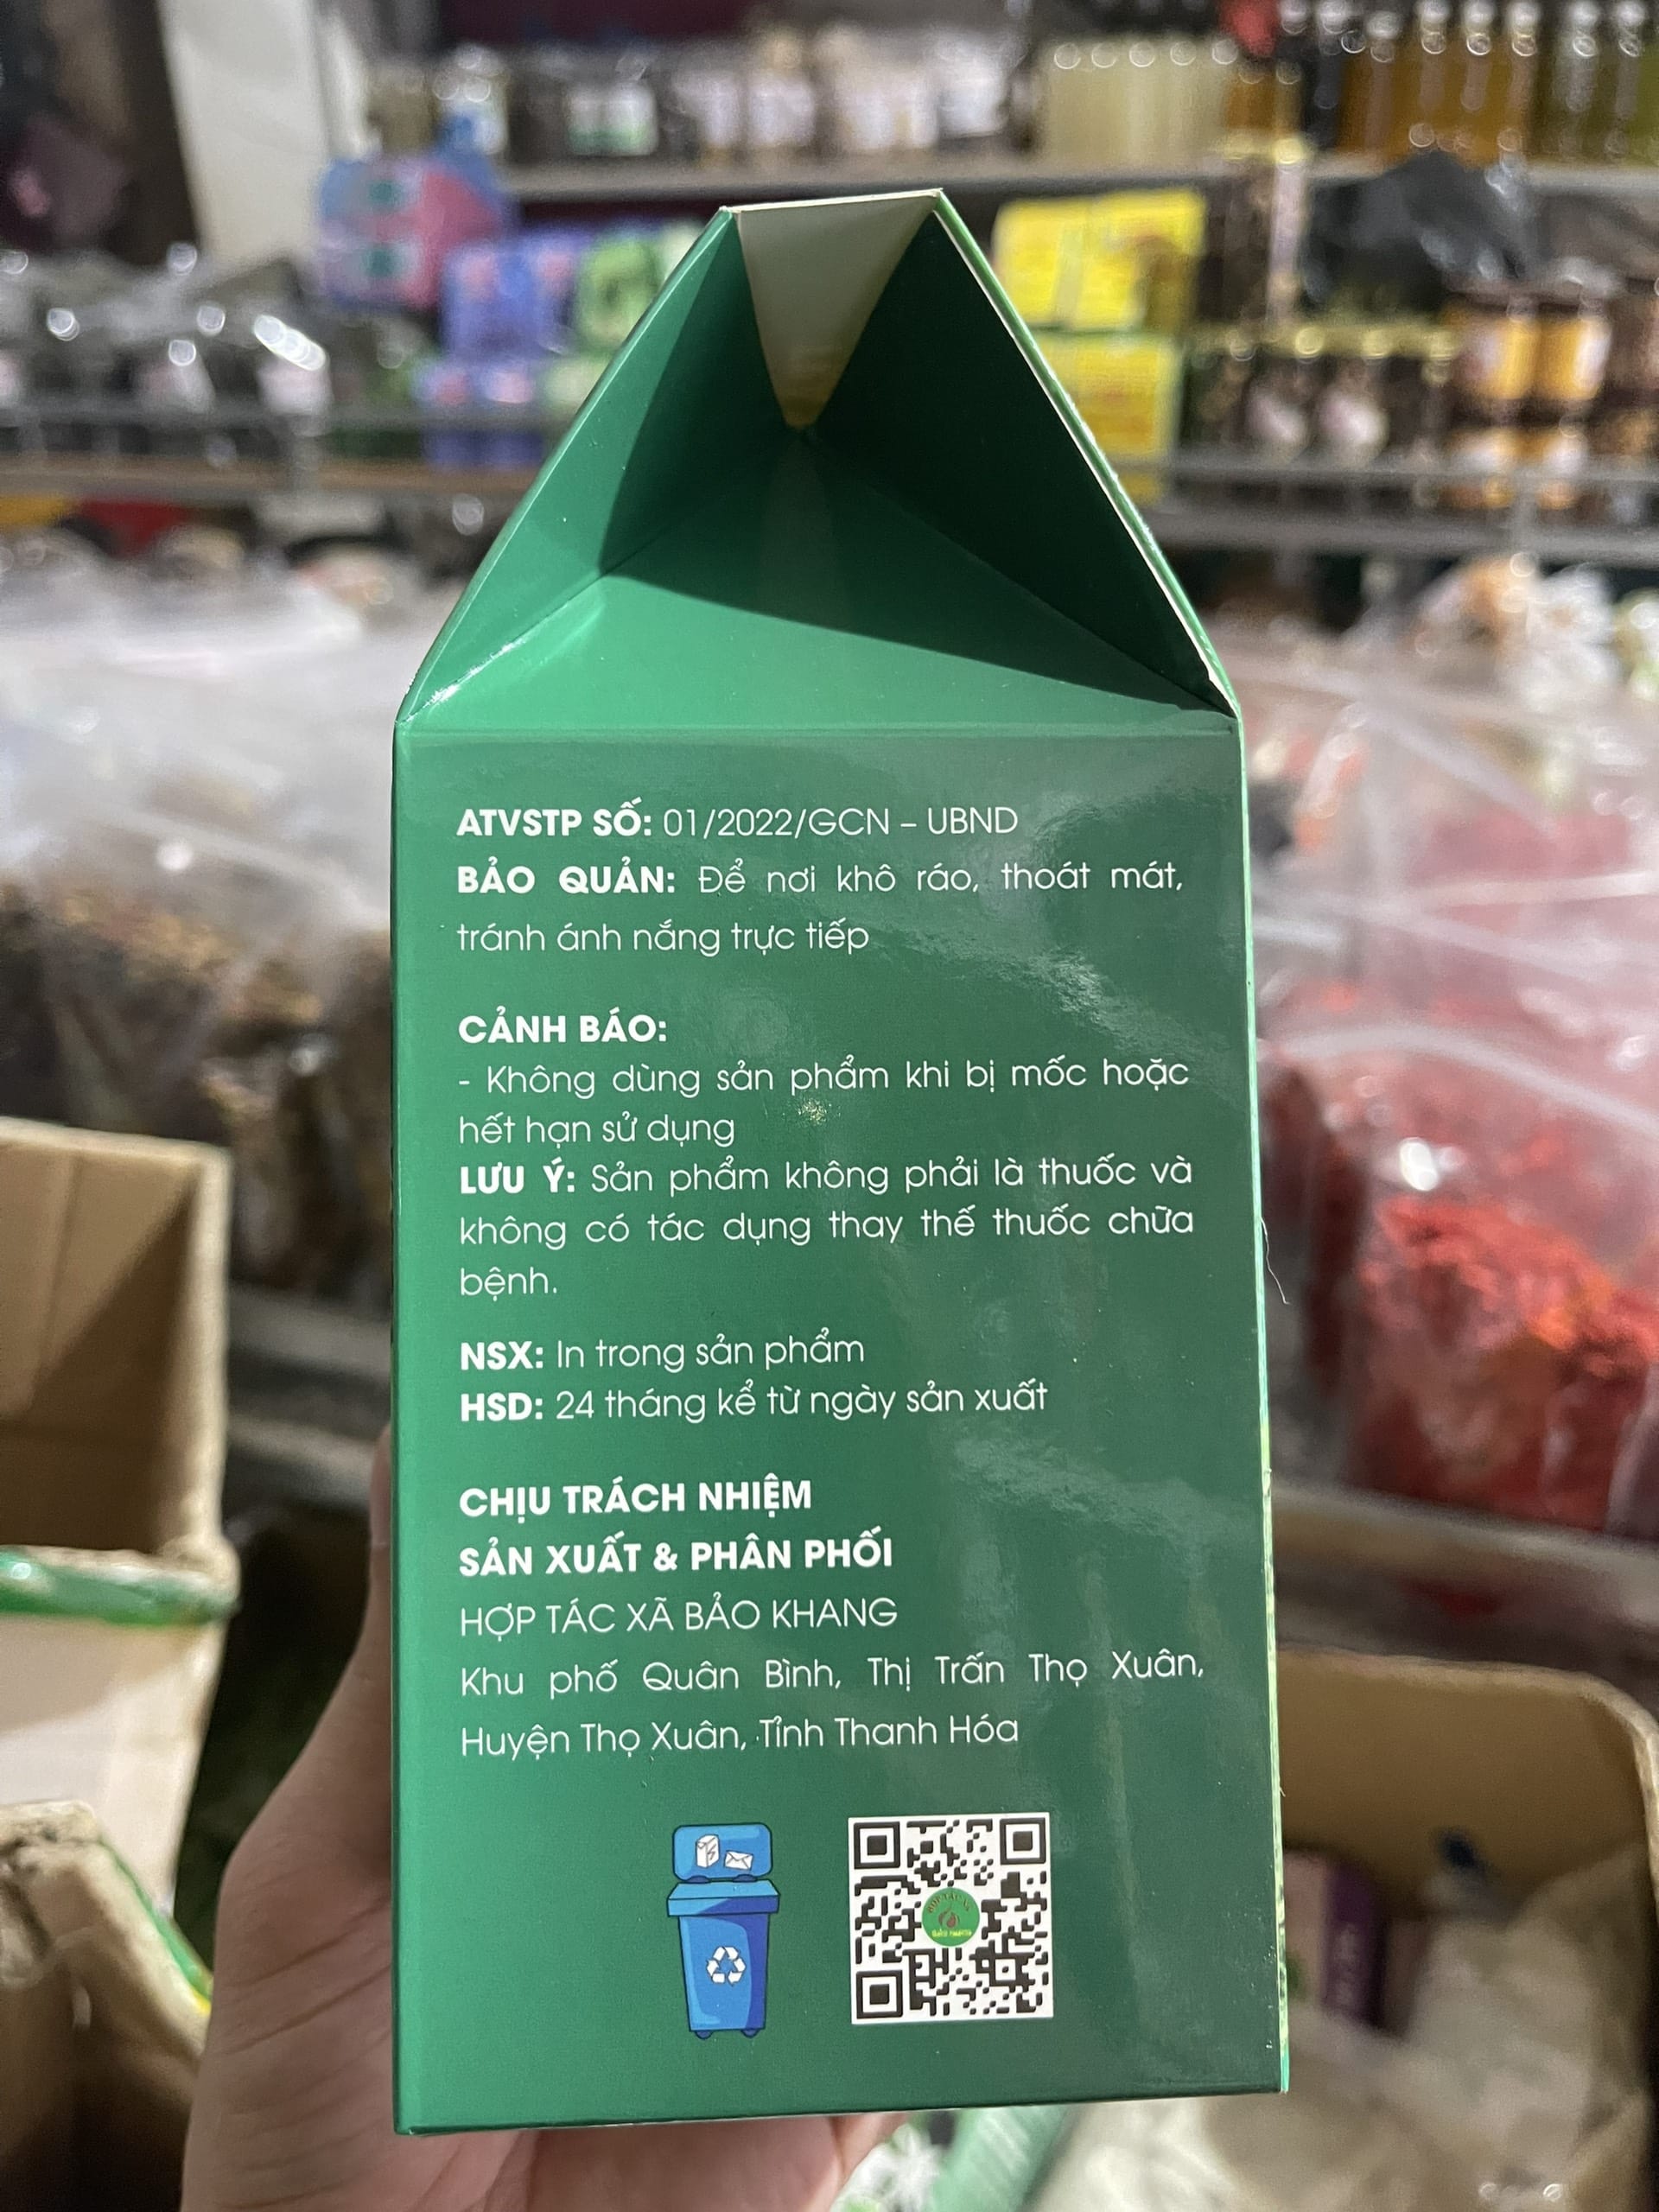 ATVSTP SỐ: 01/2022/GCN – UBND
BẢO QUẢN: Để nơi khô ráo, thoát mát,
tránh ánh nắng trực tiếp
CẢNH BÁO:
- Không dùng sản phẩm khi bị mốc hoặc
hết hạn sử dụng
LƯU Ý: Sản phẩm không phải là thuốc và
không có tác dụng thay thế thuốc chữa
bệnh.
NSX: In trong sản phẩm
HSD: 24 tháng kể từ ngày sản xuất
CHỊU TRÁCH NHIỆM
SẢN XUẤT & PHÂN PHỐI
HỢP TÁC XÃ BẢO KHANG
Khu phố Quân Bình, Thị Trấn Thọ Xuân,
Huyện Thọ Xuân, Tỉnh Thanh Hóa